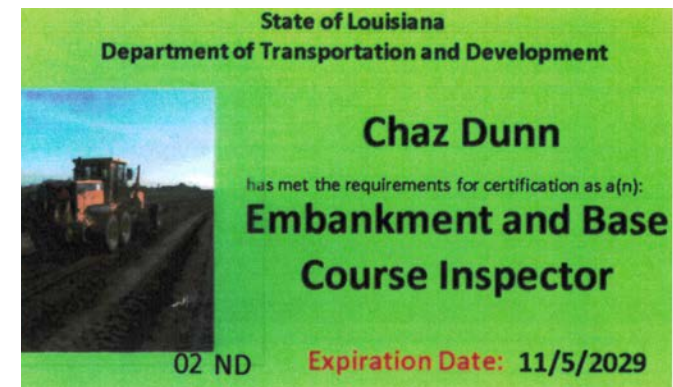 State of Louisiana
Department of Transportation and Development
Chaz Dunn
has met the requirements for certification as a(n):
Embankment and Base
Course Inspector
02 ND
Expiration Date: 11/5/2029